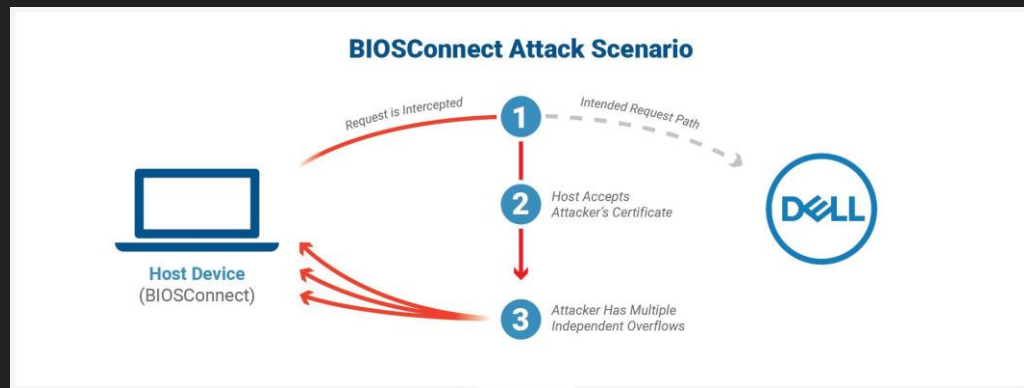 BIOSConnect Attack Scenario
Request is Intercepted
1
Intended Request Path
2
Host Accepts
Attacker's Certificate
DELL
Host Device
(BIOSConnect)
3
Attacker Has Multiple
Independent Overflows